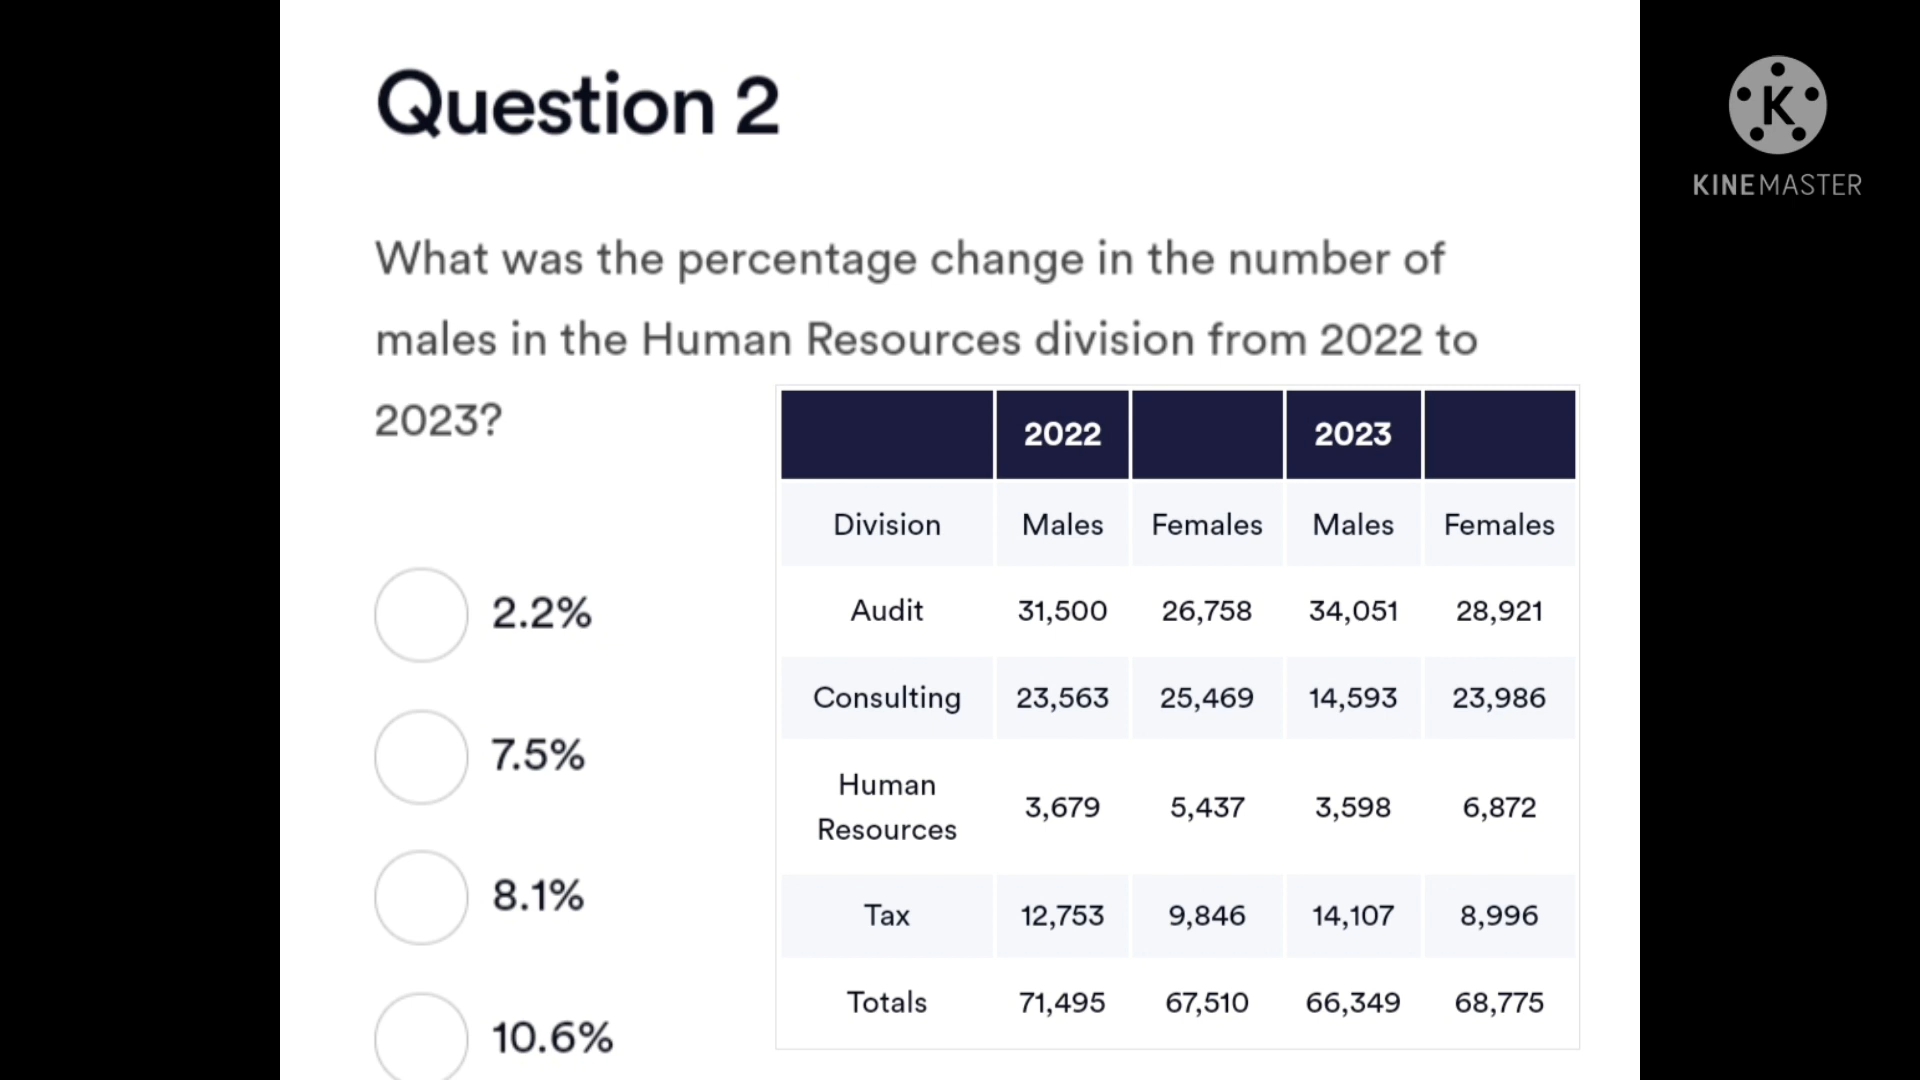 Question 2
What was the percentage change in the number of
males in the Human Resources division from 2022 to
2023?
2.2%
7.5%
8.1%
10.6%
2022 2023
Division Males Females Males Females
Audit 31,500 26,758 34,051 28,921
Consulting 23,563 25,469 14,593 23,986
Human
Resources 3,679 5,437 3,598 6,872
Tax 12,753 9,846 14,107 8,996
Totals 71,495 67,510 66,349 68,775
K
KINEMASTER